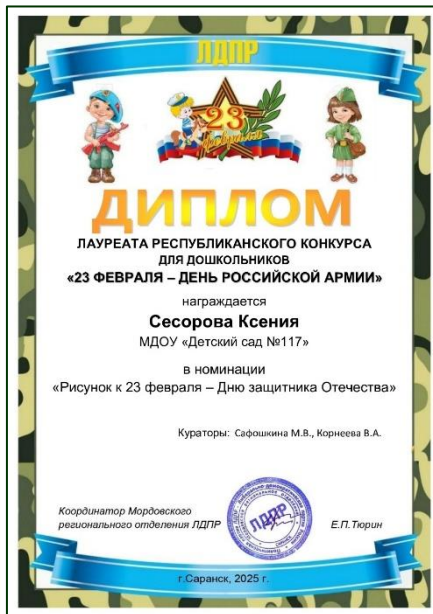 ЛДПР
23
февраля
ДИПЛОМ
ЛАУРЕАТА РЕСПУБЛИКАНСКОГО КОНКУРСА
ДЛЯ ДОШКОЛЬНИКОВ
«23 ФЕВРАЛЯ – ДЕНЬ РОССИЙСКОЙ АРМИИ»
награждается
Сесорова Ксения
МДОУ «Детский сад №117»
в номинации
«Рисунок к 23 февраля – Дню защитника Отечества»
Кураторы: Сафошкина М.В., Корнеева В.А.
Координатор Мордовского
регионального отделения ЛДПР
ЛДПР
Е.П.Тюрин
г.Саранск, 2025 г.